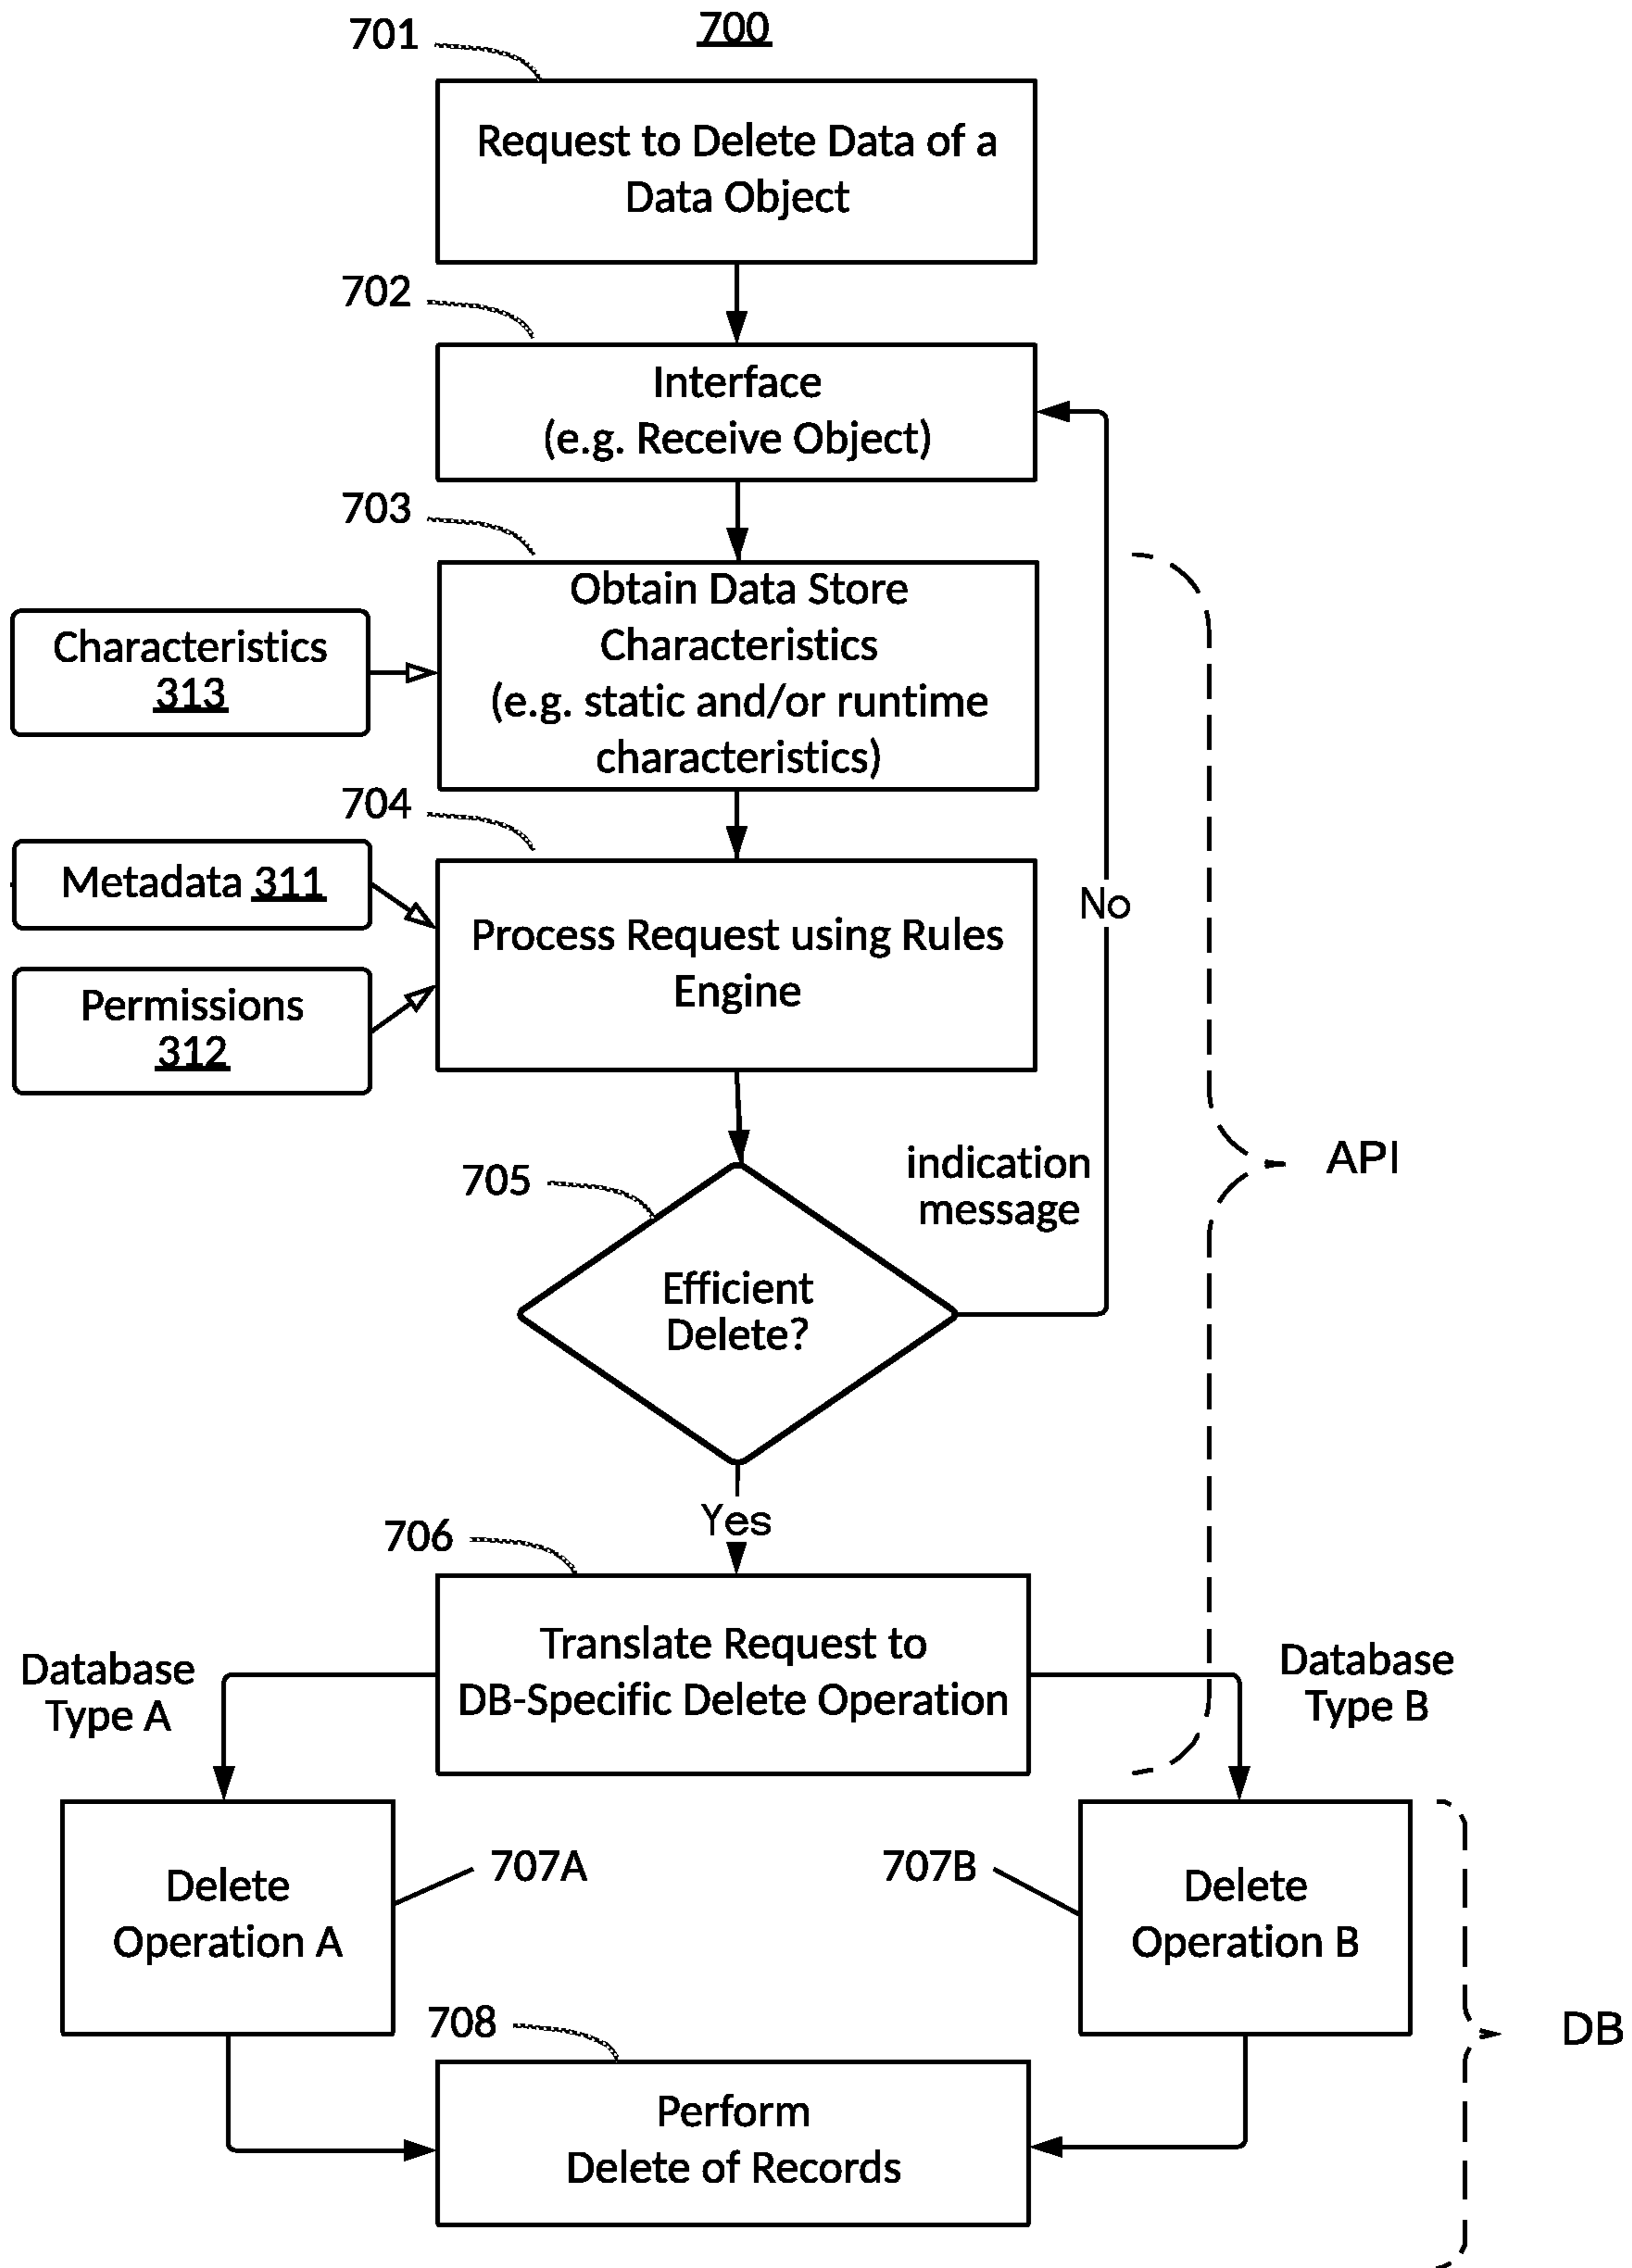 700
701
Request to Delete Data of a
Data Object
702
Interface
(e.g. Receive Object)
703
Obtain Data Store
Characteristics
(e.g. static and/or runtime
characteristics)
Characteristics
313
704
Metadata 311
Process Request using Rules
Engine
Permissions
312
No
API
705
indication
message
Efficient
Delete?
Yes
706
Translate Request to
DB-Specific Delete Operation
Database
Type A
Database
Type B
Delete
Operation A
707A
707B
Delete
Operation B
708
Perform
Delete of Records
DB